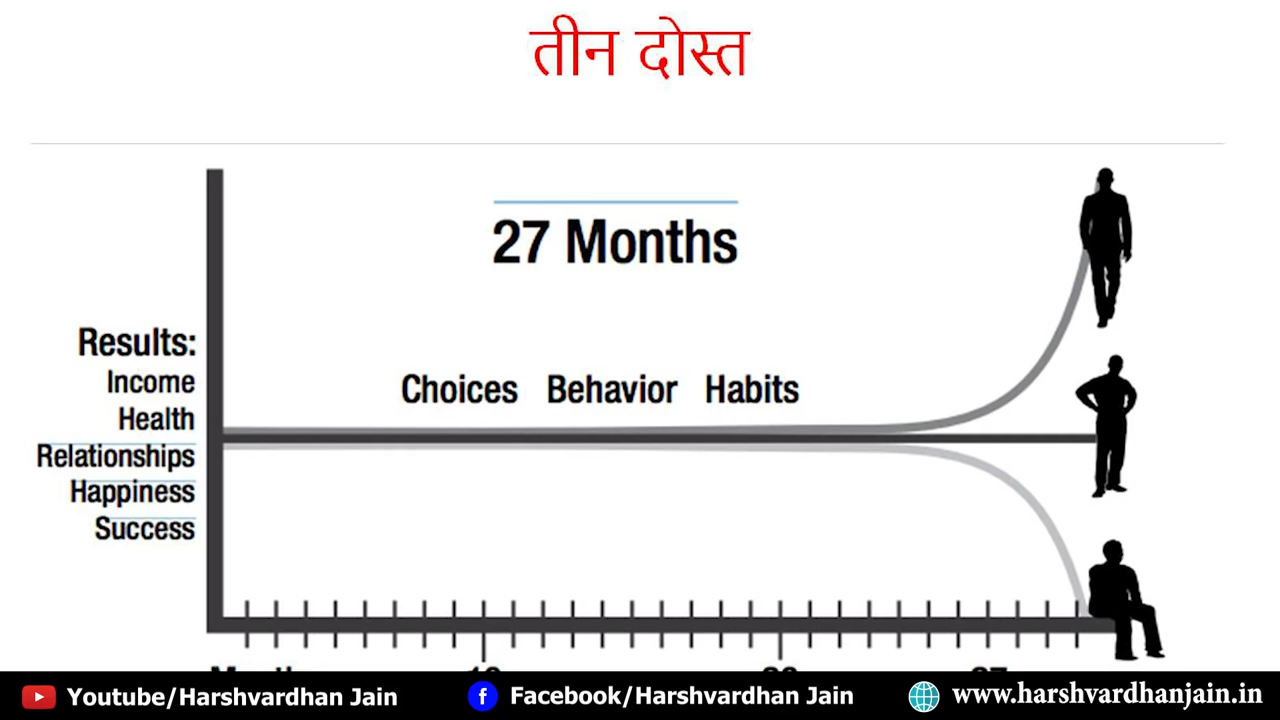 तीन दोस्त
27 Months
Results:
Income
Health
Relationships
Happiness
Success
Choices Behavior Habits
Youtube/Harshvardhan Jain
Facebook/Harshvardhan Jain
www.harshvardhanjain.in